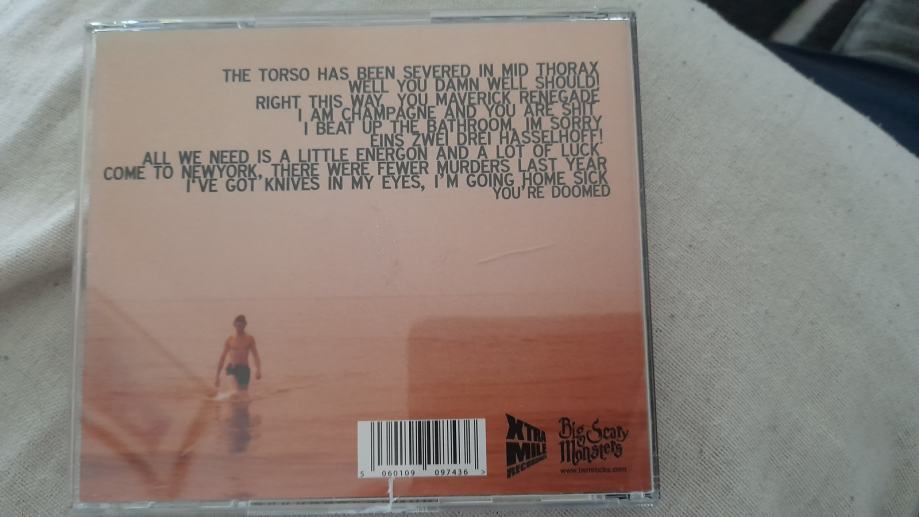 THE TORSO HAS BEEN SEVERED IN MID THORAX
WELL YOU DAMN WELL SHOULD!
RIGHT THIS WAY, YOU MAVERICK RENEGADE
I AM CHAMPAGNE AND YOU ARE SHIT
I BEAT UP THE BATHROOM, IM SORRY
EINS ZWEI DREI HASSELHOFF!
ALL WE NEED IS A LITTLE ENERGON AND A LOT OF LUCK
COME TO NEWYORK, THERE WERE FEWER MURDERS LAST YEAR
I'VE GOT KNIVES IN MY EYES, I'M GOING HOME SICK
YOU'RE DOOMED
5 060109 097436 >
XTRA
MILE
RECORDINGS
Big Scary
Monsters